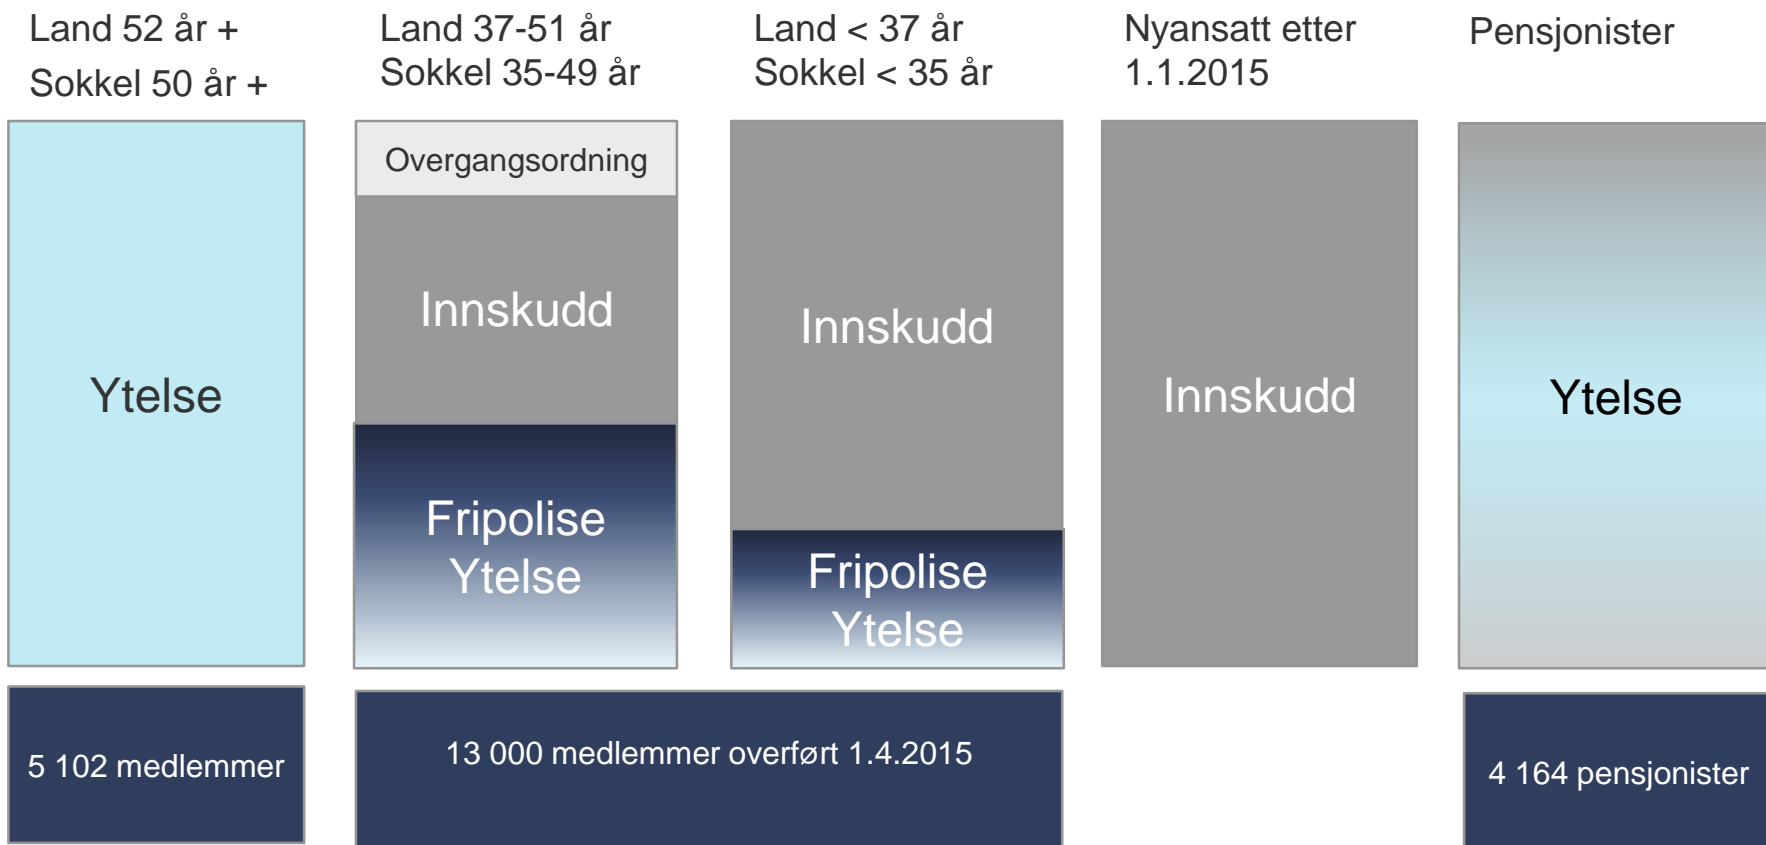 Land 52 år +
Sokkel 50 år +
Land 37-51 år
Sokkel 35-49 år
Land < 37 år
Sokkel < 35 år
Nyansatt etter
1.1.2015
Pensjonister
Ytelse
Overgangsordning
Innskudd
Fripolise
Ytelse
Innskudd
Fripolise
Ytelse
Innskudd
Ytelse
5 102 medlemmer
13 000 medlemmer overført 1.4.2015
4 164 pensjonister